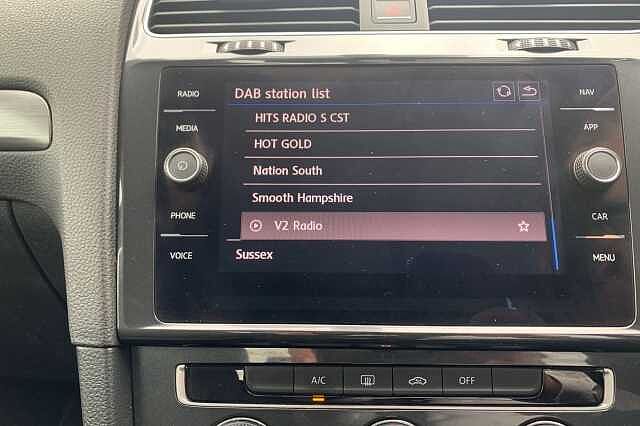 RADIO
MEDIA
PHONE
VOICE
DAB station list
HITS RADIO S CST
HOT GOLD
Nation South
Smooth Hampshire
V2 Radio
Sussex
NAV
APP
CAR
MENU
A/C
OFF